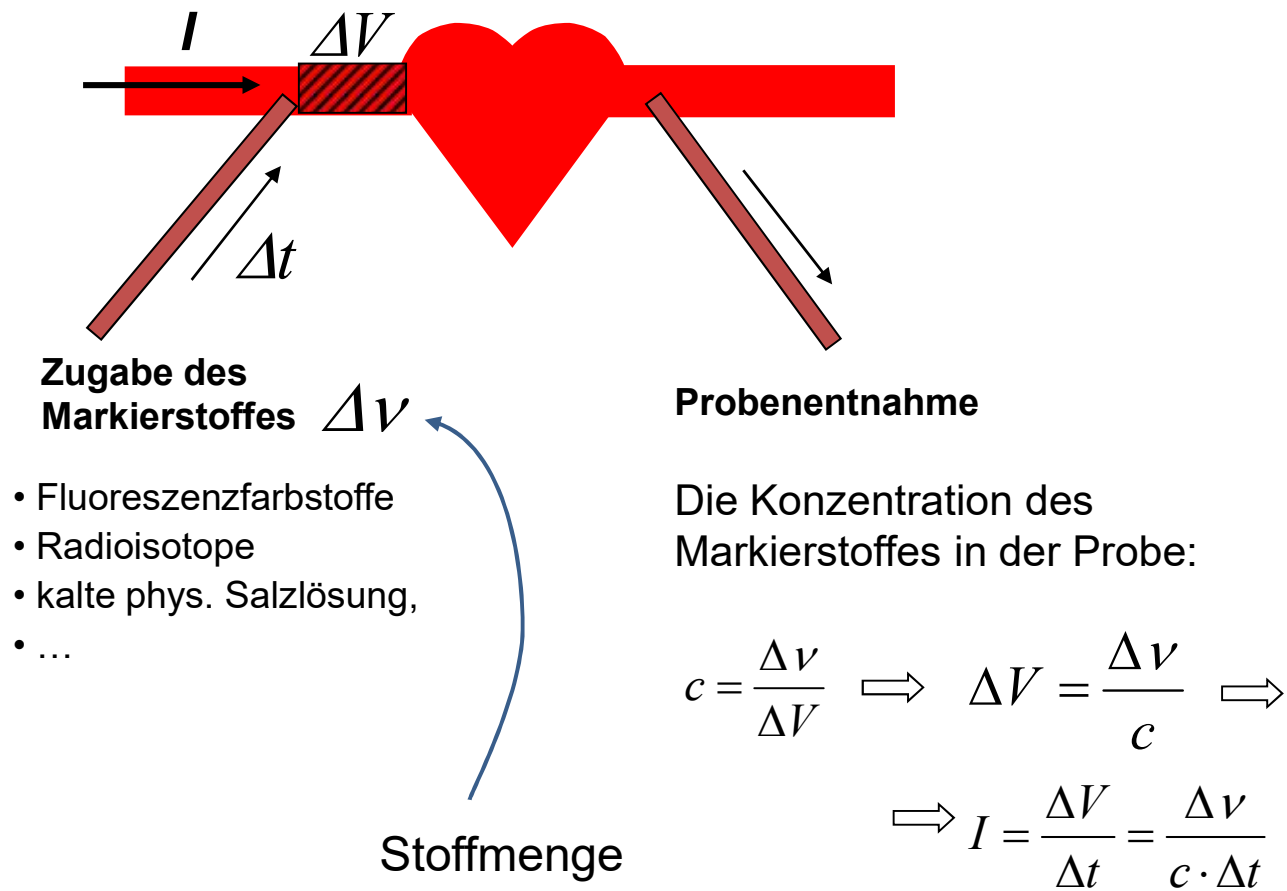 I
ΔV
Δt
Zugabe des
Markierstoffes Δν
• Fluoreszenzfarbstoffe
• Radioisotope
• kalte phys. Salzlösung,
• …
Stoffmenge
Probenentnahme
Die Konzentration des
Markierstoffes in der Probe:
c = Δν / ΔV ⇨ ΔV = Δν / c ⇨
⇨ I = ΔV / Δt = Δν / (c · Δt)